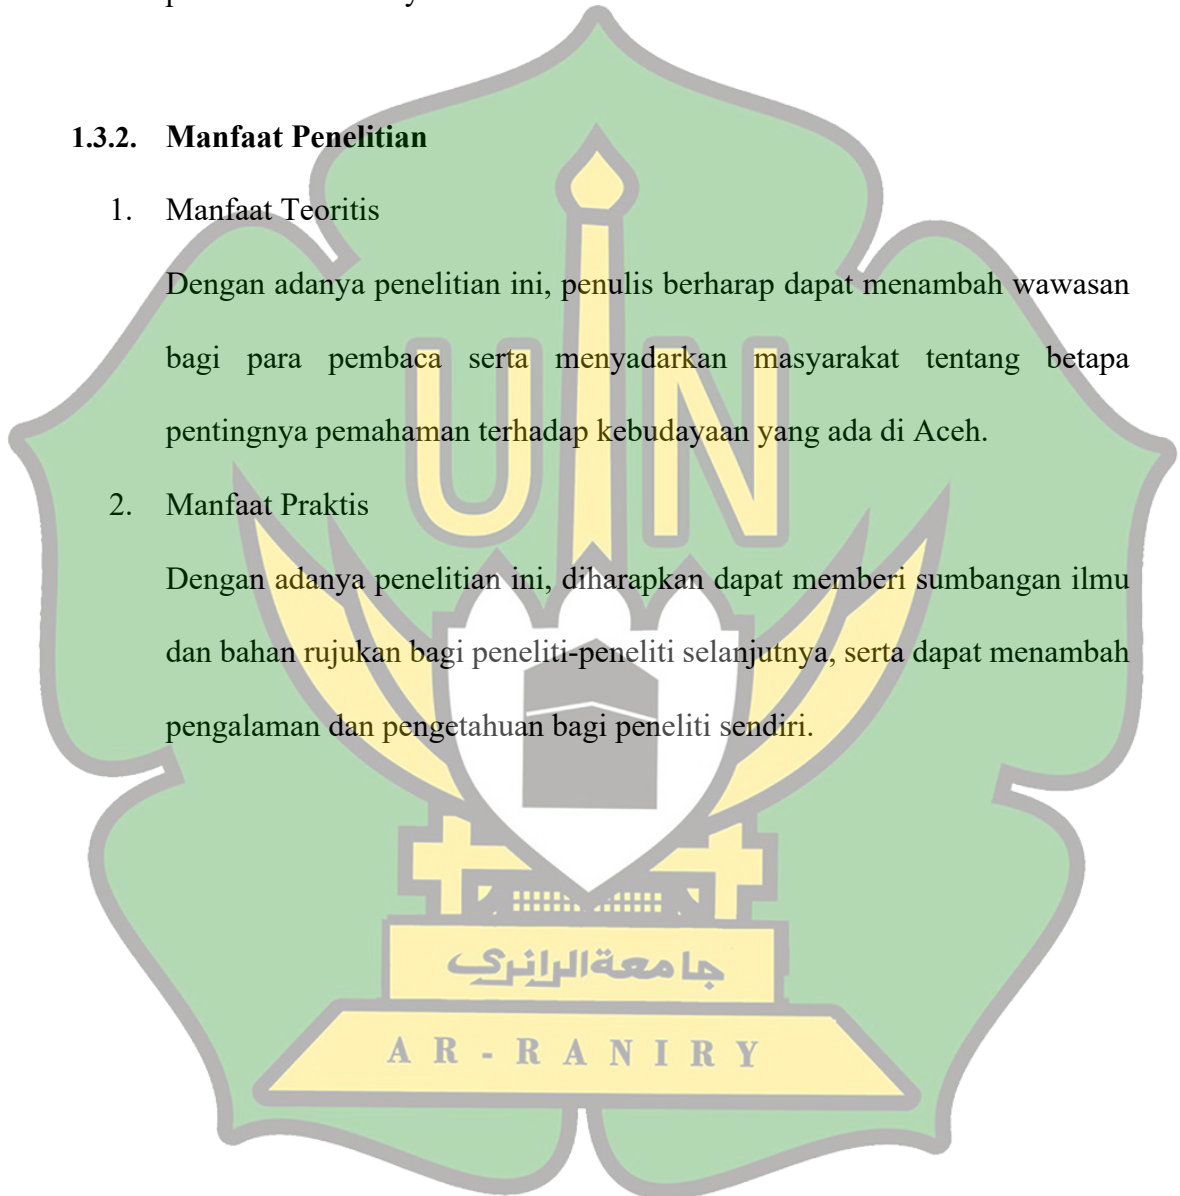 1.3.2. Manfaat Penelitian
1. Manfaat Teoritis
Dengan adanya penelitian ini, penulis berharap dapat menambah wawasan
bagi para pembaca serta menyadarkan masyarakat tentang betapa
pentingnya pemahaman terhadap kebudayaan yang ada di Aceh.
2. Manfaat Praktis
Dengan adanya penelitian ini, diharapkan dapat memberi sumbangan ilmu
dan bahan rujukan bagi peneliti-peneliti selanjutnya, serta dapat menambah
pengalaman dan pengetahuan bagi peneliti sendiri.
UIN
جامعة الرانري
AR-RANIRY